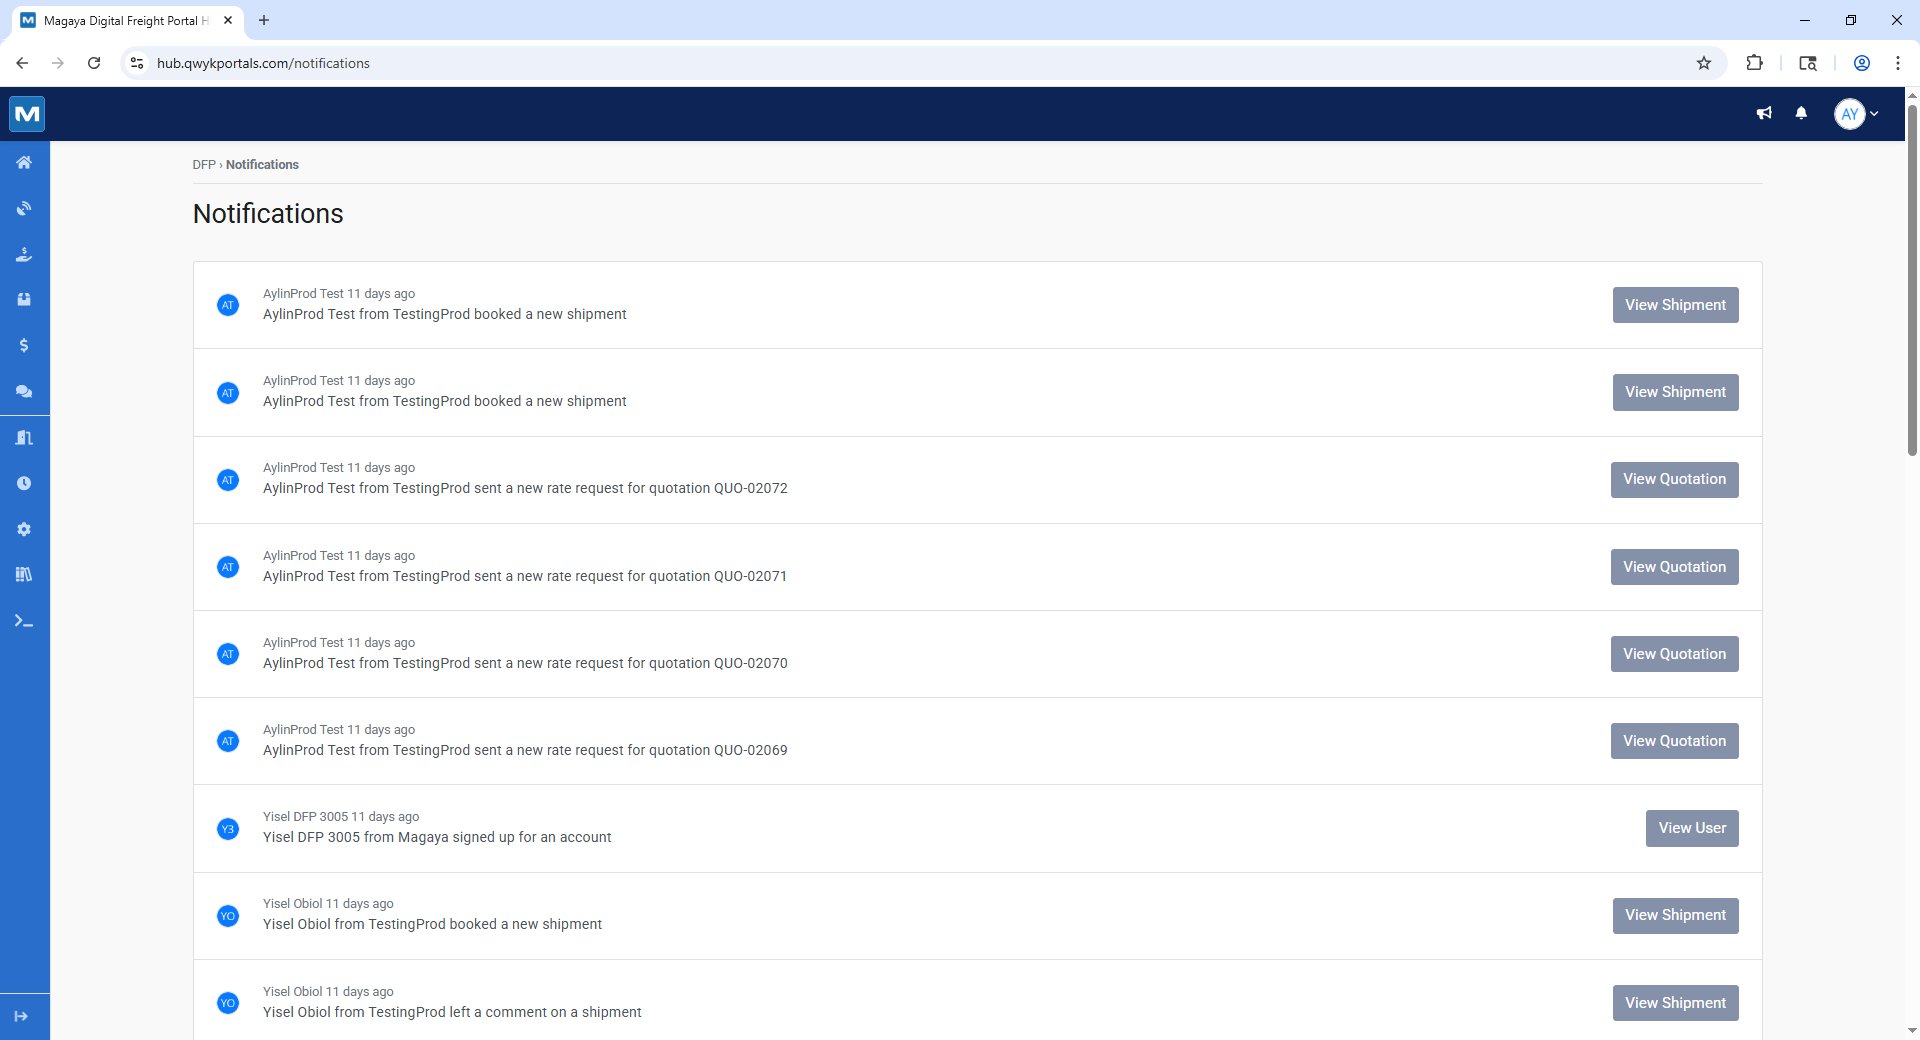 Magaya Digital Freight Portal H
hub.qwykportals.com/notifications
M
AY
DFP › Notifications
Notifications
AT
AylinProd Test 11 days ago
AylinProd Test from TestingProd booked a new shipment
View Shipment
AT
AylinProd Test 11 days ago
AylinProd Test from TestingProd booked a new shipment
View Shipment
AT
AylinProd Test 11 days ago
AylinProd Test from TestingProd sent a new rate request for quotation QUO-02072
View Quotation
AT
AylinProd Test 11 days ago
AylinProd Test from TestingProd sent a new rate request for quotation QUO-02071
View Quotation
AT
AylinProd Test 11 days ago
AylinProd Test from TestingProd sent a new rate request for quotation QUO-02070
View Quotation
AT
AylinProd Test 11 days ago
AylinProd Test from TestingProd sent a new rate request for quotation QUO-02069
View Quotation
Y3
Yisel DFP 3005 11 days ago
Yisel DFP 3005 from Magaya signed up for an account
View User
YO
Yisel Obiol 11 days ago
Yisel Obiol from TestingProd booked a new shipment
View Shipment
YO
Yisel Obiol 11 days ago
Yisel Obiol from TestingProd left a comment on a shipment
View Shipment